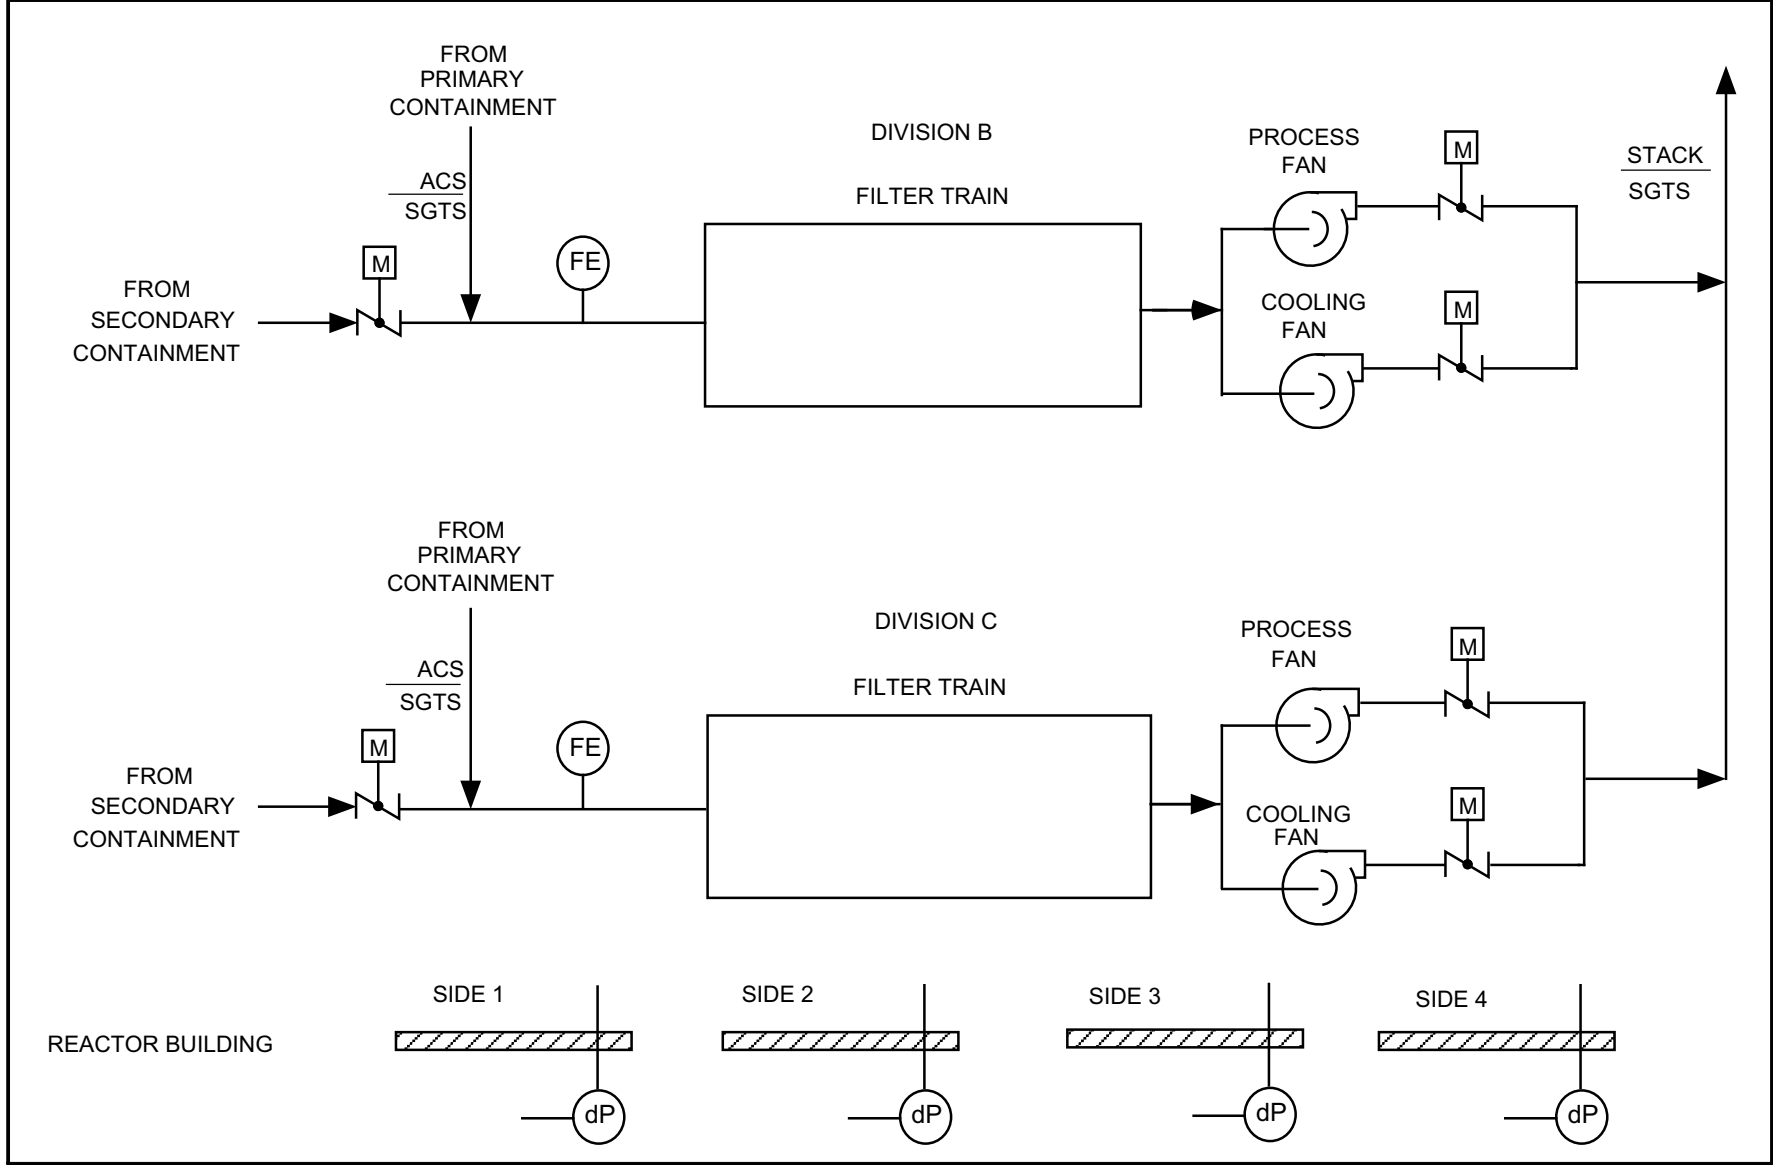 FROM
PRIMARY
CONTAINMENT
DIVISION B
PROCESS
FAN
M
STACK
SGTS
ACS
SGTS
FILTER TRAIN
M
FE
FROM
SECONDARY
CONTAINMENT
COOLING
FAN
M
FROM
PRIMARY
CONTAINMENT
DIVISION C
PROCESS
FAN
M
ACS
SGTS
FILTER TRAIN
M
FE
FROM
SECONDARY
CONTAINMENT
COOLING
FAN
M
SIDE 1
SIDE 2
SIDE 3
SIDE 4
REACTOR BUILDING
dP
dP
dP
dP